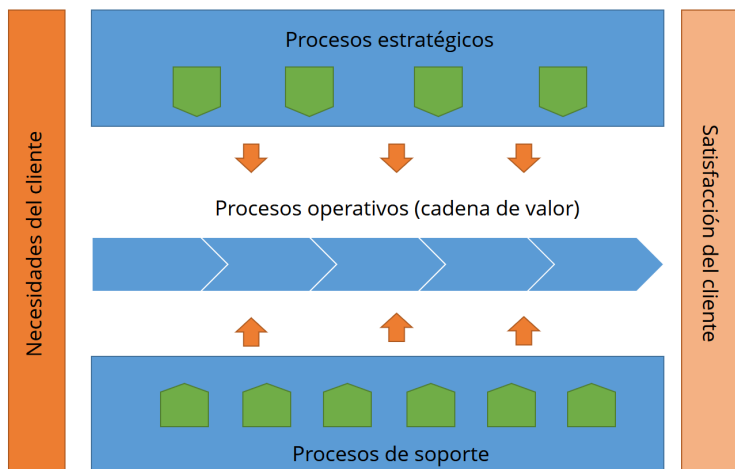 Necesidades del cliente
Procesos estratégicos
Procesos operativos (cadena de valor)
Procesos de soporte
Satisfacción del cliente